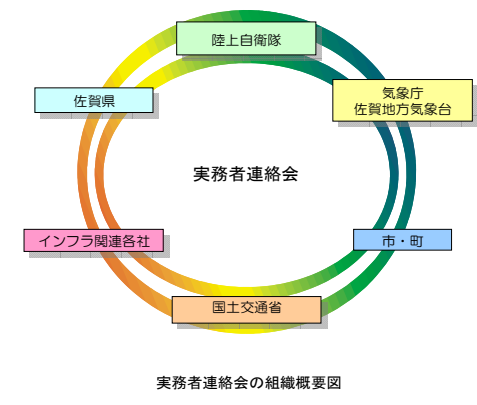 陸上自衛隊
気象庁
佐賀地方気象台
佐賀県
実務者連絡会
インフラ関連各社
市・町
国土交通省
実務者連絡会の組織概要図